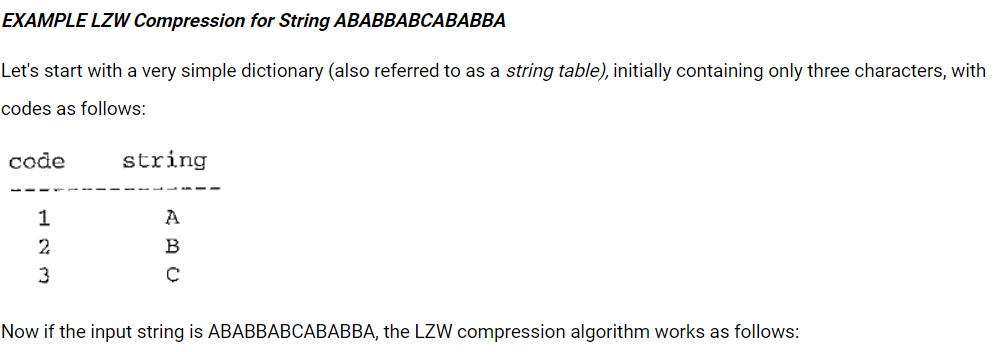 EXAMPLE LZW Compression for String ABABBABCABABBA
Let's start with a very simple dictionary (also referred to as a string table), initially containing only three characters, with
codes as follows:
code string
---------------
1 A
2 B
3 C
Now if the input string is ABABBABCABABBA, the LZW compression algorithm works as follows: